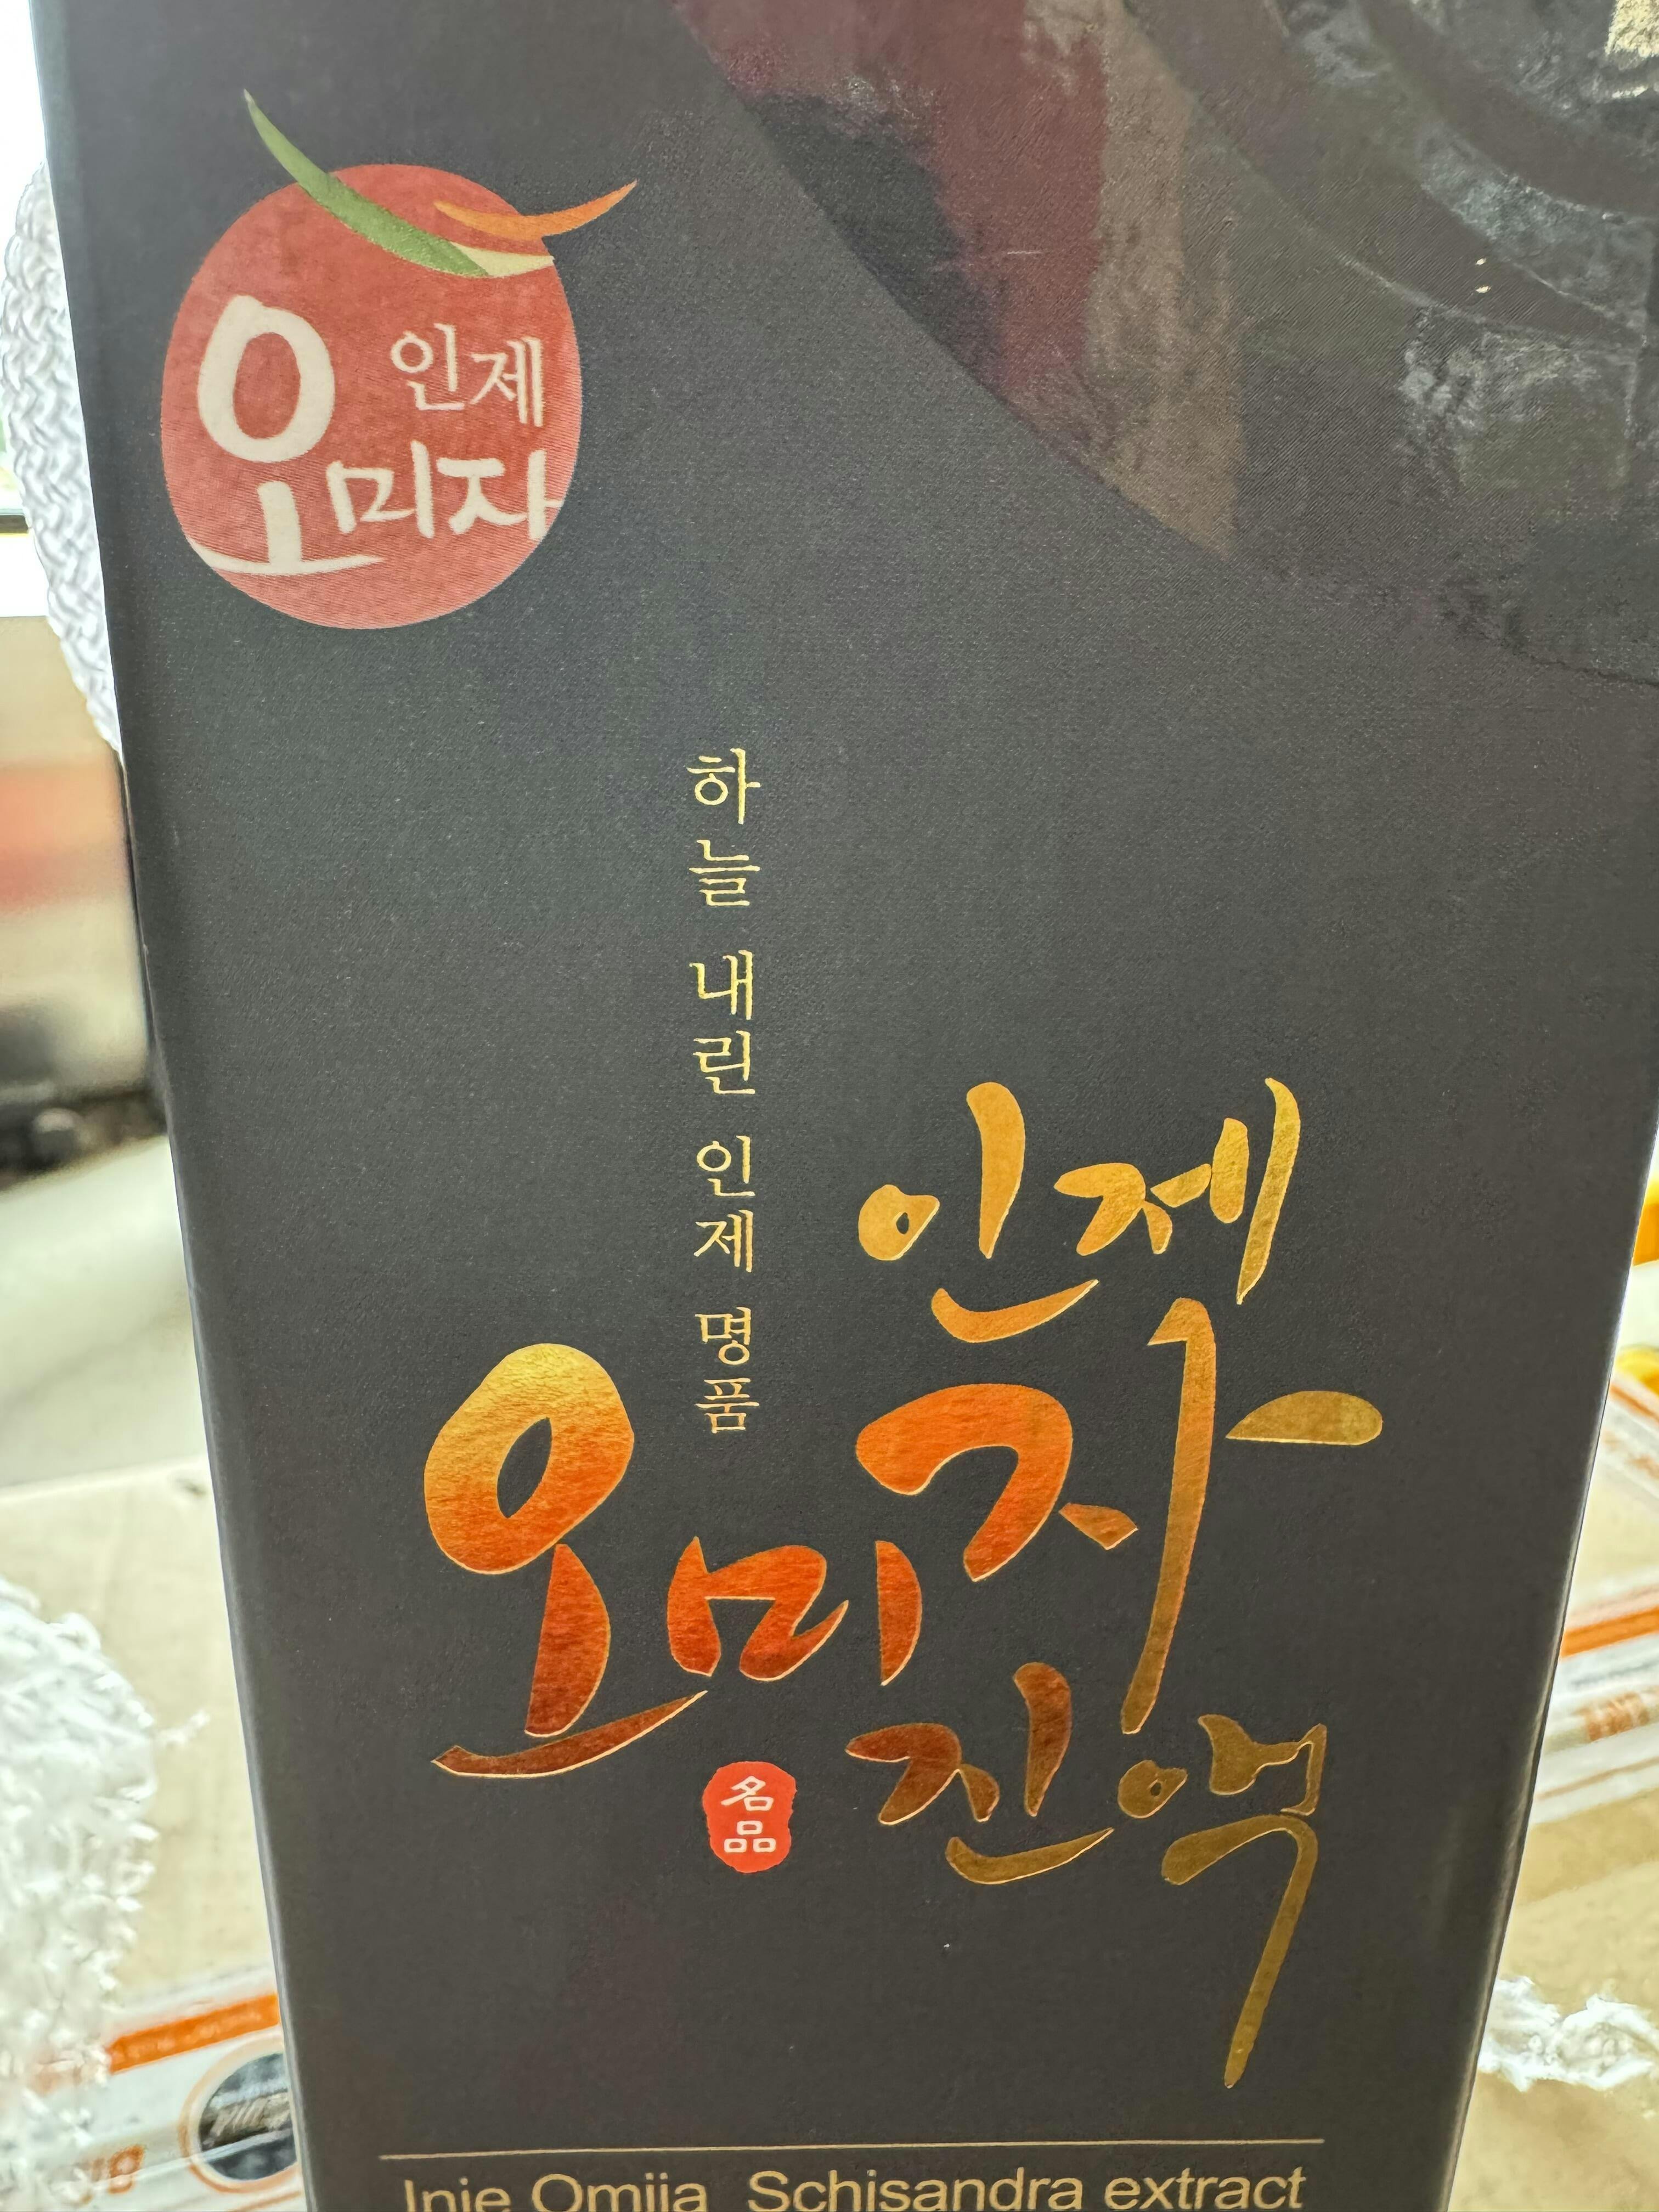 인제
오미자
하늘 내린 인제 명품
인제
오미자
진액
名品
Inje Omija Schisandra extract